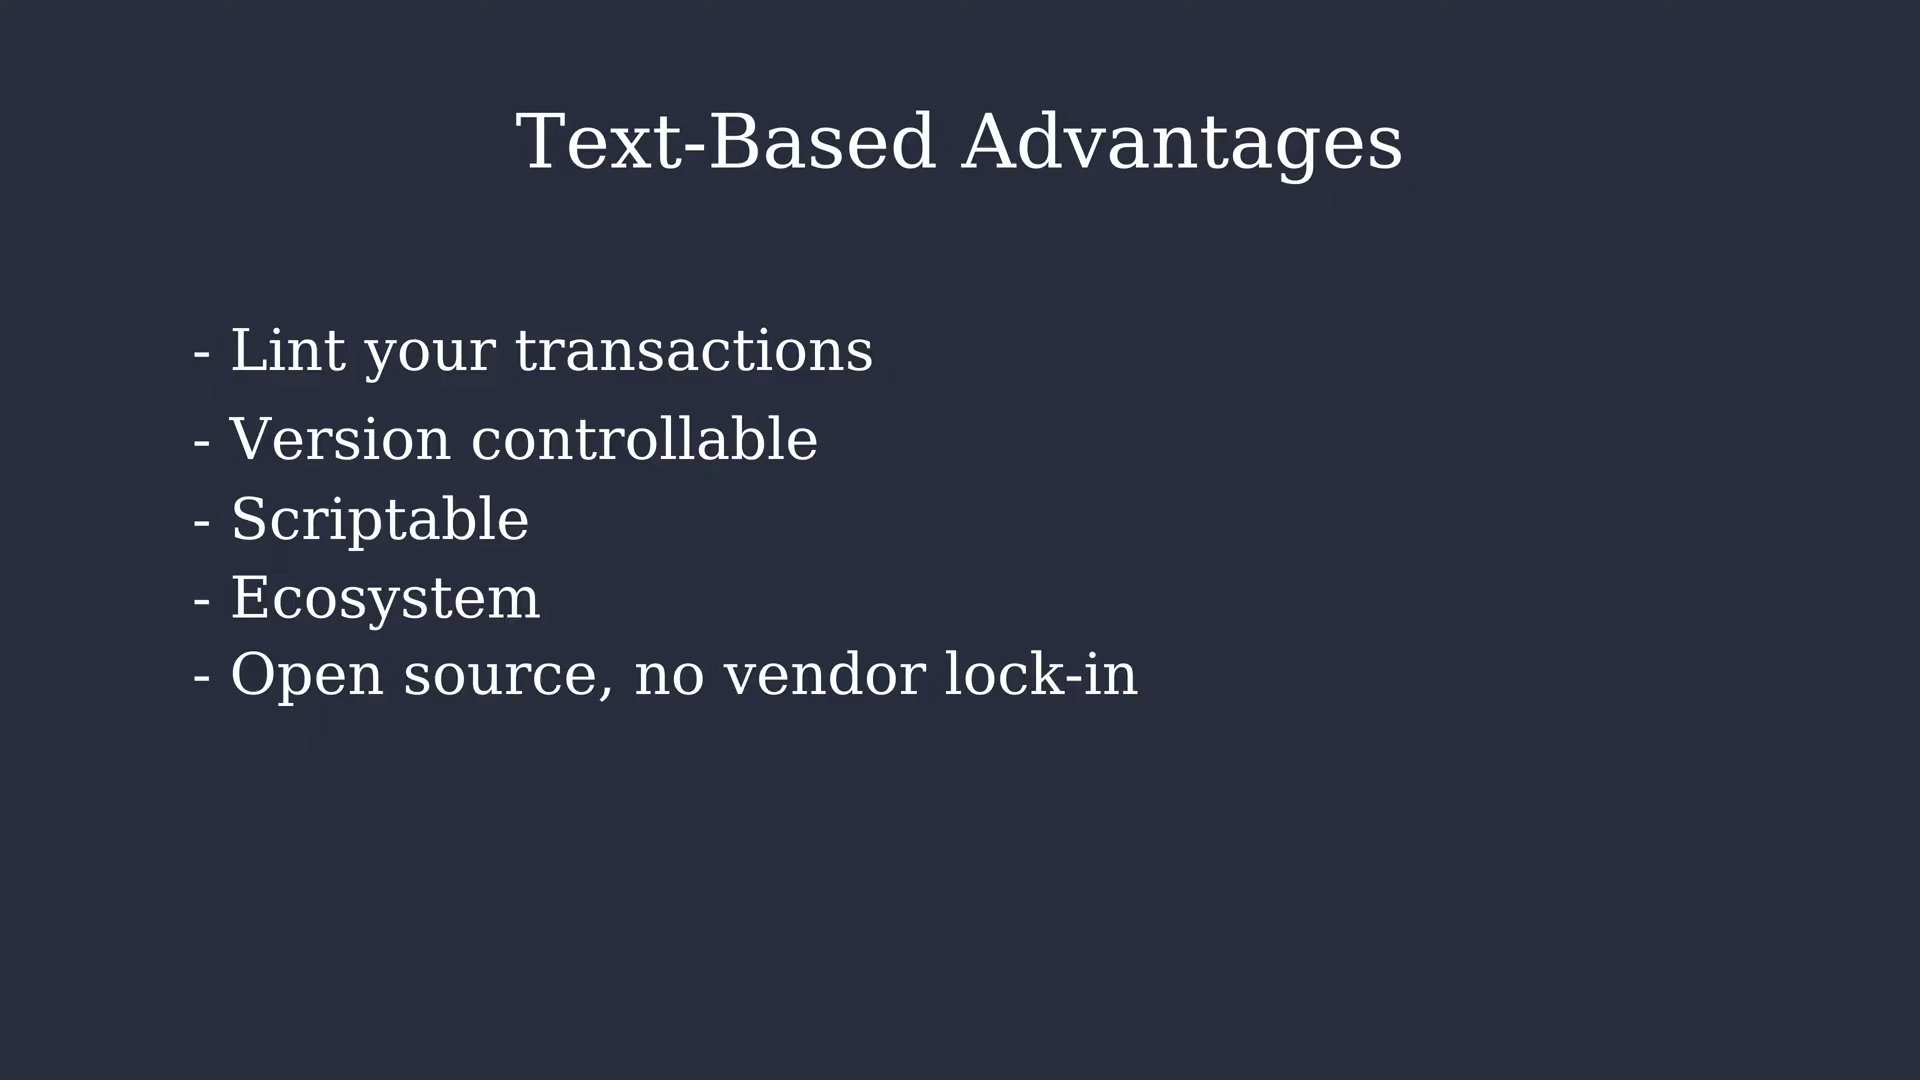 Text-Based Advantages
- Lint your transactions
- Version controllable
- Scriptable
- Ecosystem
- Open source, no vendor lock-in